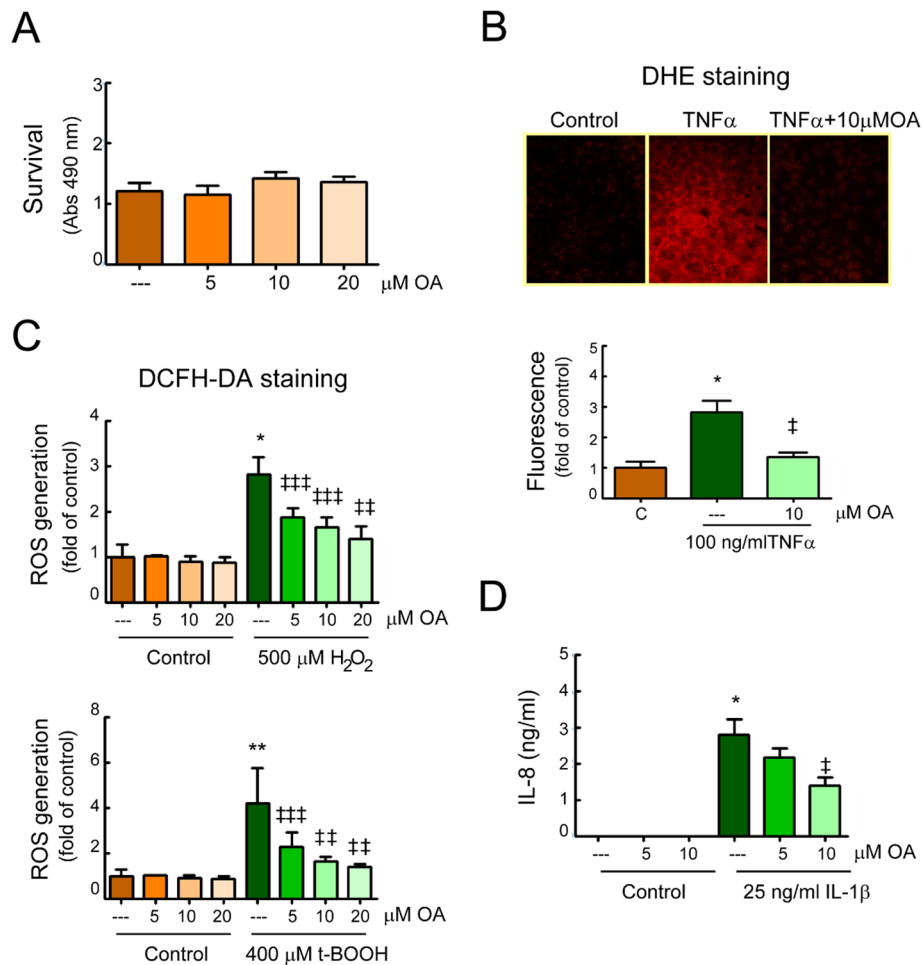 A
Survival
(Abs 490 nm)
3
2
1
0
--- 5 10 20 μM OA
B
DHE staining
Control TNFα TNFα+10μMOA
Fluorescence
(fold of control)
5
4
3
2
1
0
*
‡
C --- 10 μM OA
100 ng/mlTNFα
C
DCFH-DA staining
ROS generation
(fold of control)
4
3
2
1
0
* ‡‡‡ ‡‡‡ ‡‡
--- 5 10 20 --- 5 10 20 μM OA
Control 500 μM H₂O₂
ROS generation
(fold of control)
8
6
4
2
0
** ‡‡‡ ‡‡ ‡‡
--- 5 10 20 --- 5 10 20 μM OA
Control 400 μM t-BOOH
D
IL-8 (ng/ml)
5
4
3
2
1
0
* ‡
--- 5 10 --- 5 10 μM OA
Control 25 ng/ml IL-1β